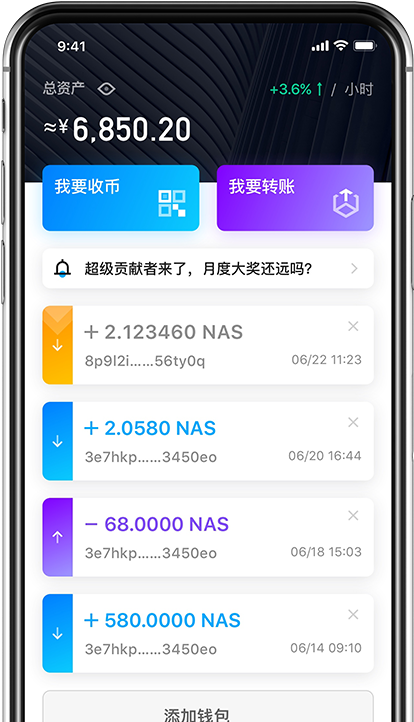 9:41
总资产 +3.6%↑ / 小时
≈¥6,850.20
我要收币 我要转账
超级贡献者来了，月度大奖还远吗？
+ 2.123460 NAS
8p9l2i......56ty0q 06/22 11:23
+ 2.0580 NAS
3e7hkp......3450eo 06/20 16:44
− 68.0000 NAS
3e7hkp......3450eo 06/18 15:03
+ 580.0000 NAS
3e7hkp......3450eo 06/14 09:10
添加钱包